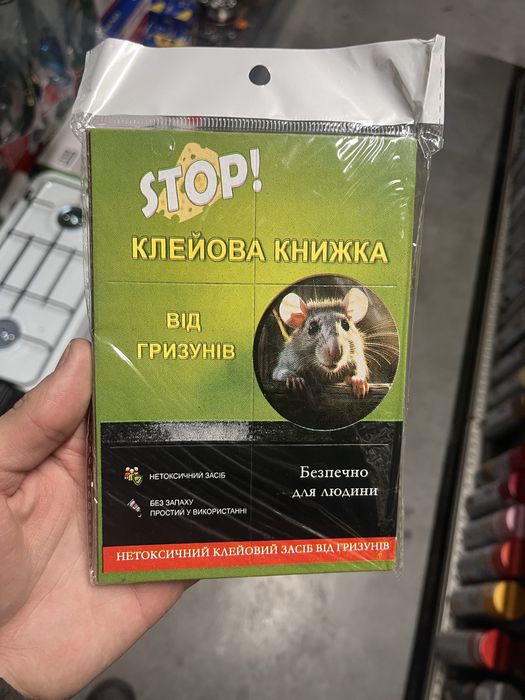 STOP!
КЛЕЙОВА КНИЖКА
ВІД
ГРИЗУНІВ
НЕТОКСИЧНИЙ ЗАСІБ
БЕЗ ЗАПАХУ
ПРОСТИЙ У ВИКОРИСТАННІ
Безпечно
для людини
НЕТОКСИЧНИЙ КЛЕЙОВИЙ ЗАСІБ ВІД ГРИЗУНІВ